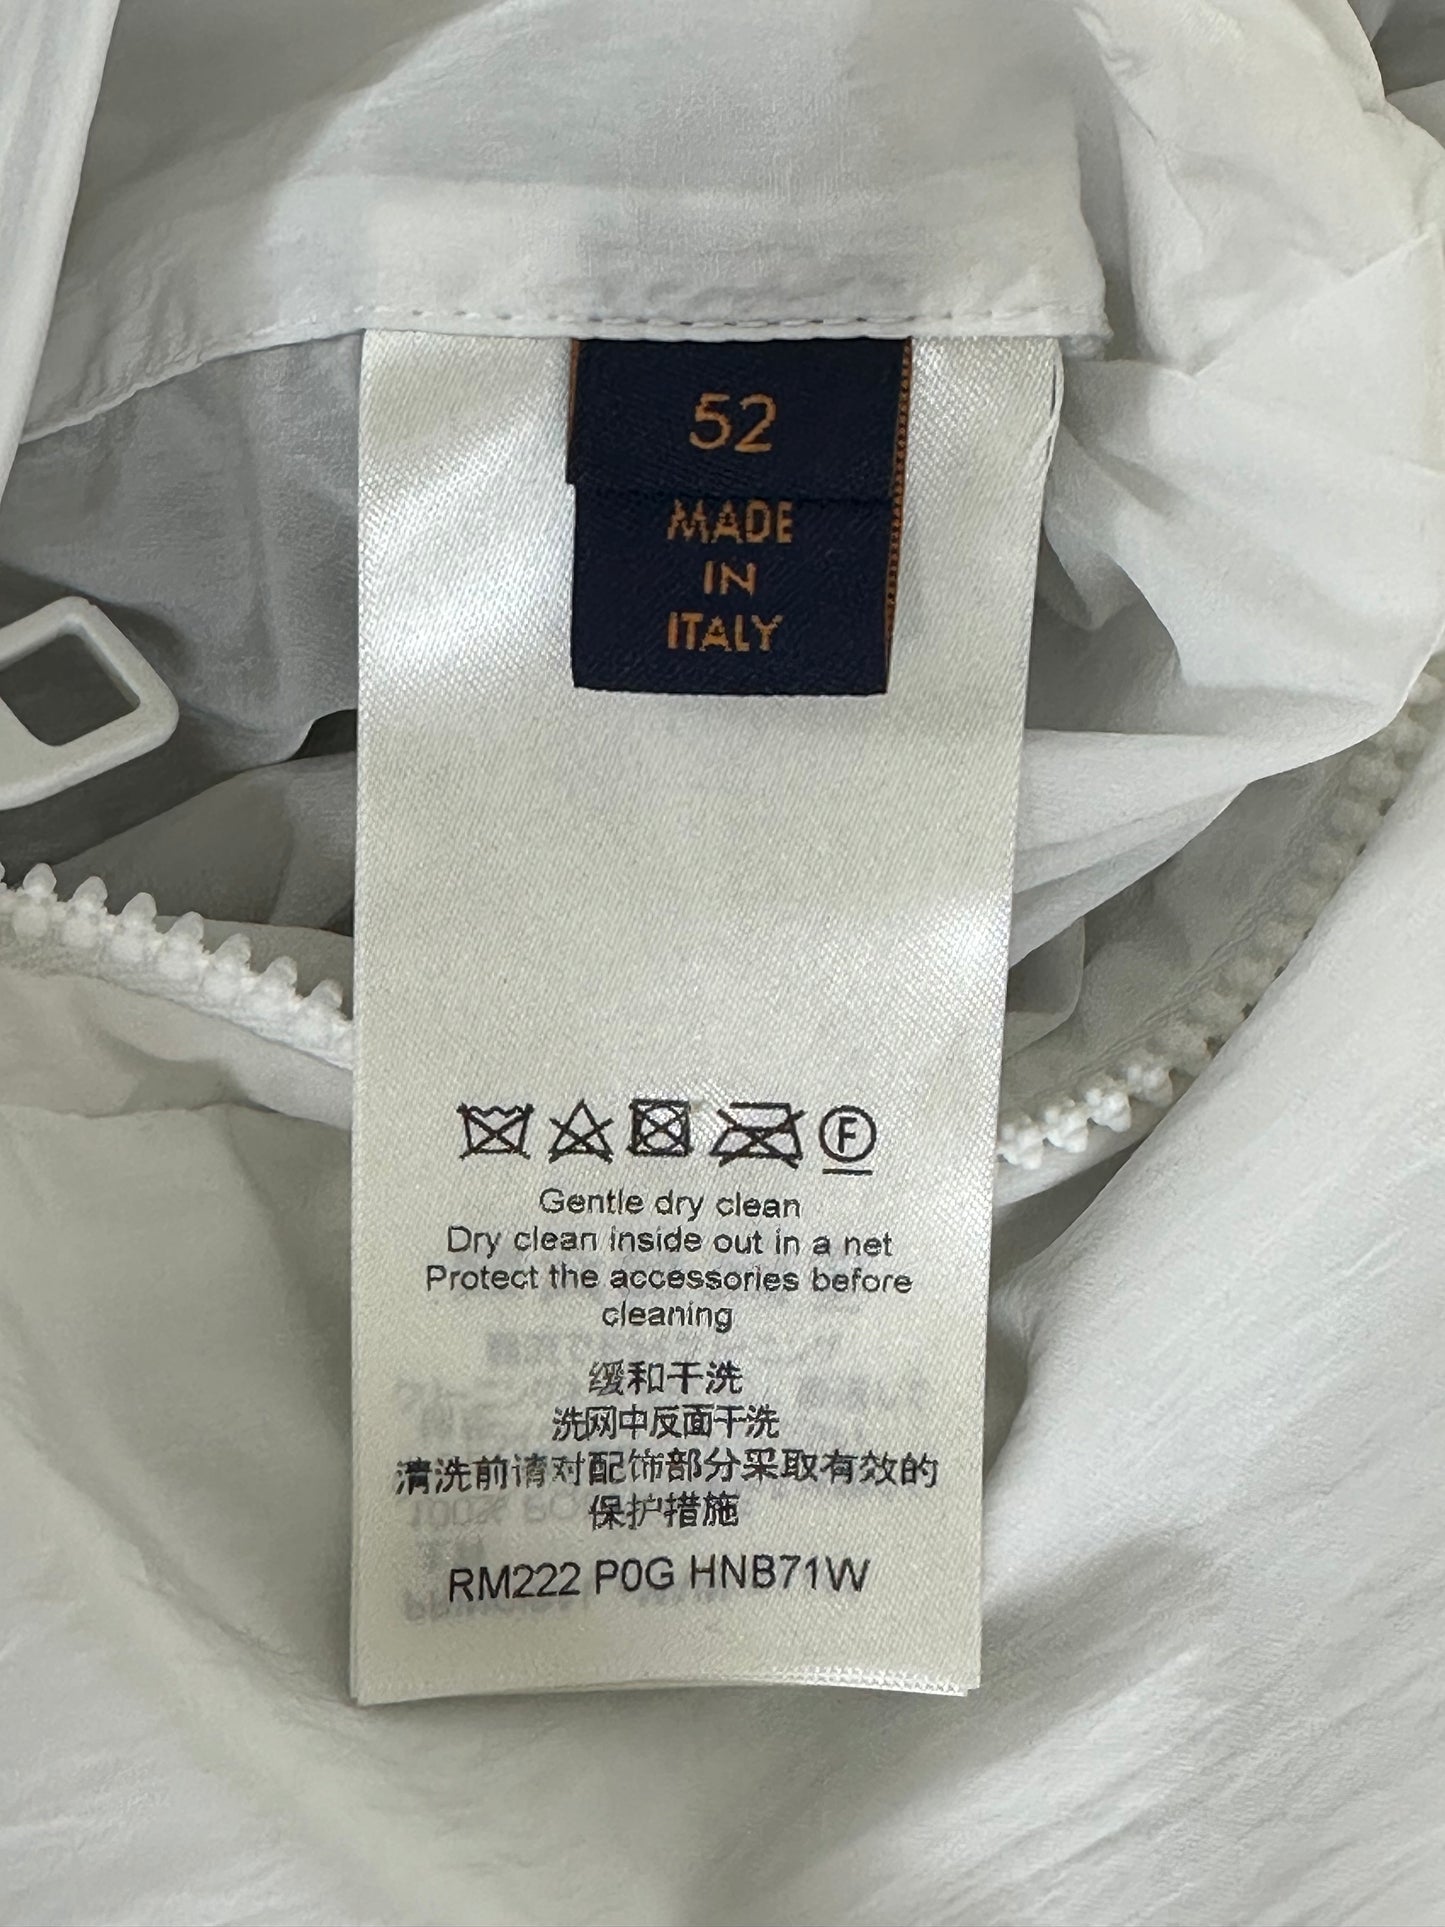 52
MADE
IN
ITALY
F
Gentle dry clean
Dry clean inside out in a net
Protect the accessories before
cleaning
缓和干洗
洗网中反面干洗
清洗前请对配饰部分采取有效的
保护措施
RM222 P0G HNB71W